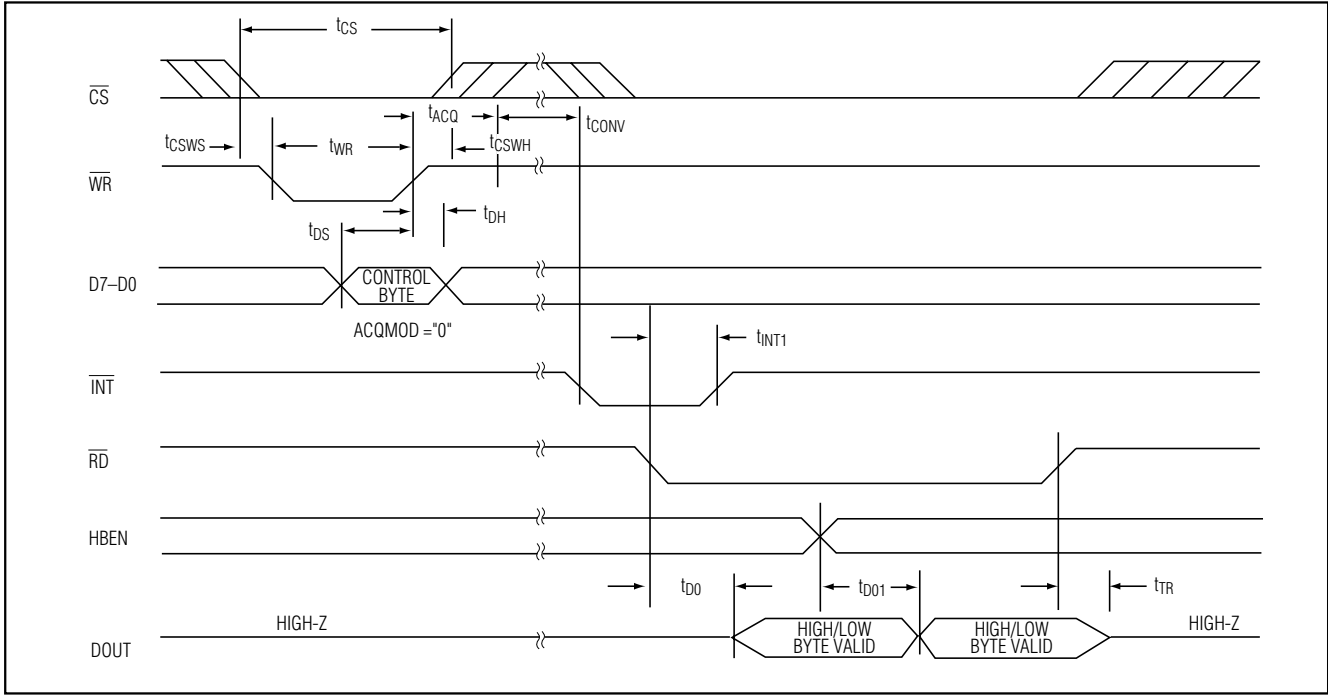 tCS
CS
tACQ
tCONV
tCSWS
tWR
tCSWH
WR
tDH
tDS
D7–D0
CONTROL
BYTE
ACQMOD ="0"
tINT1
INT
RD
HBEN
tD0
tD01
tTR
HIGH-Z
HIGH/LOW
BYTE VALID
HIGH/LOW
BYTE VALID
HIGH-Z
DOUT